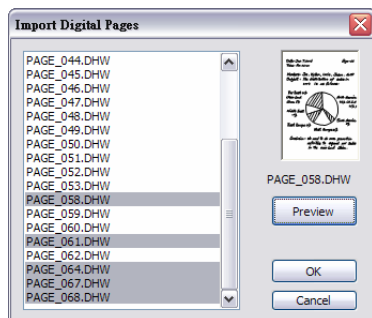 Import Digital Pages
PAGE_044.DHW
PAGE_045.DHW
PAGE_046.DHW
PAGE_047.DHW
PAGE_048.DHW
PAGE_049.DHW
PAGE_050.DHW
PAGE_051.DHW
PAGE_052.DHW
PAGE_053.DHW
PAGE_058.DHW
PAGE_059.DHW
PAGE_060.DHW
PAGE_061.DHW
PAGE_062.DHW
PAGE_064.DHW
PAGE_067.DHW
PAGE_068.DHW
PAGE_058.DHW
Preview
OK
Cancel